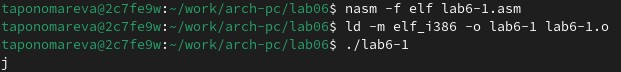 taponomareva@2c7fe9w:~/work/arch-pc/lab06$ nasm -f elf lab6-1.asm
taponomareva@2c7fe9w:~/work/arch-pc/lab06$ ld -m elf_i386 -o lab6-1 lab6-1.o
taponomareva@2c7fe9w:~/work/arch-pc/lab06$ ./lab6-1
j